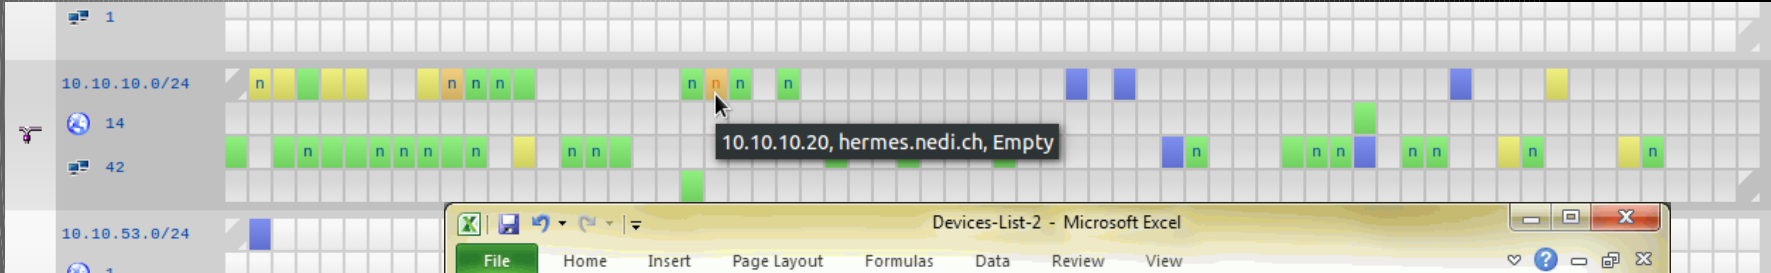 1
10.10.10.0/24
n n n n n n n n
14
10.10.10.20, hermes.nedi.ch, Empty
n n n n n n n n n n n n n n n
42
10.10.53.0/24
Devices-List-2 - Microsoft Excel
File Home Insert Page Layout Formulas Data Review View